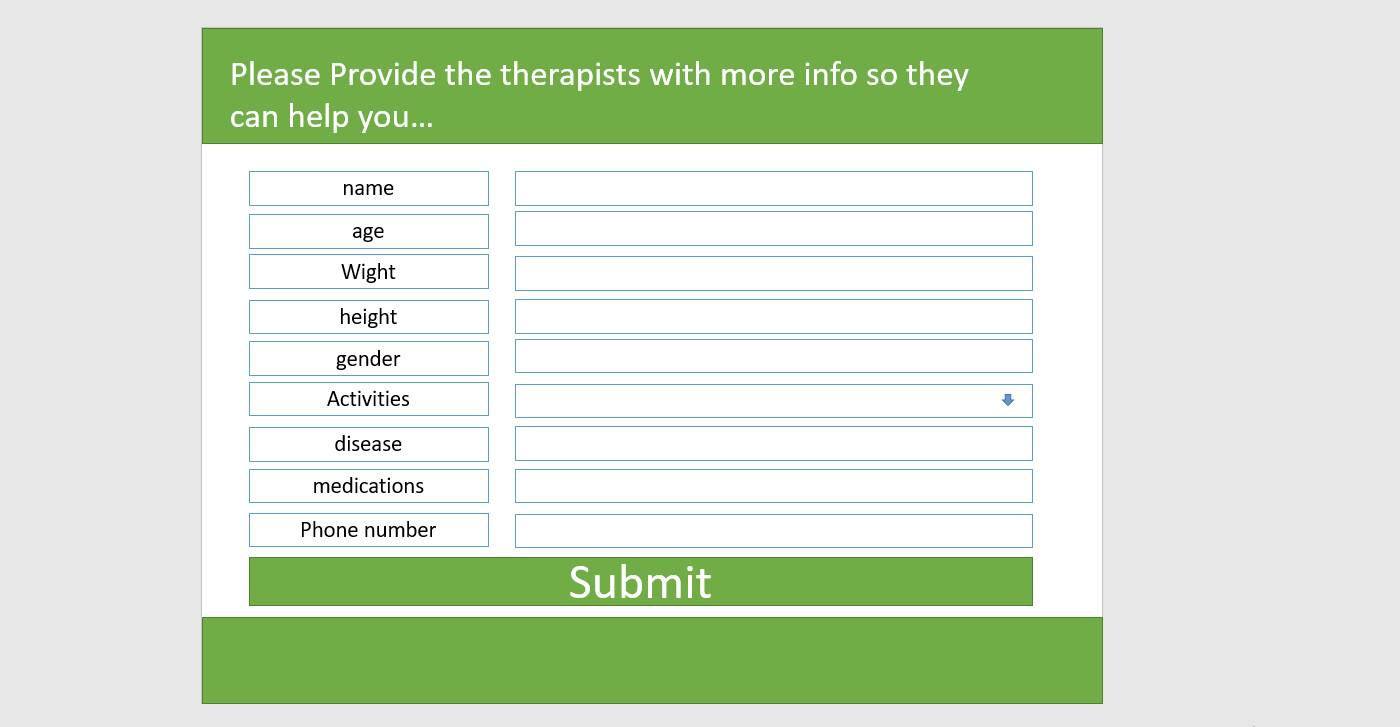 Please Provide the therapists with more info so they
can help you...
name
age
Wight
height
gender
Activities
disease
medications
Phone number
Submit